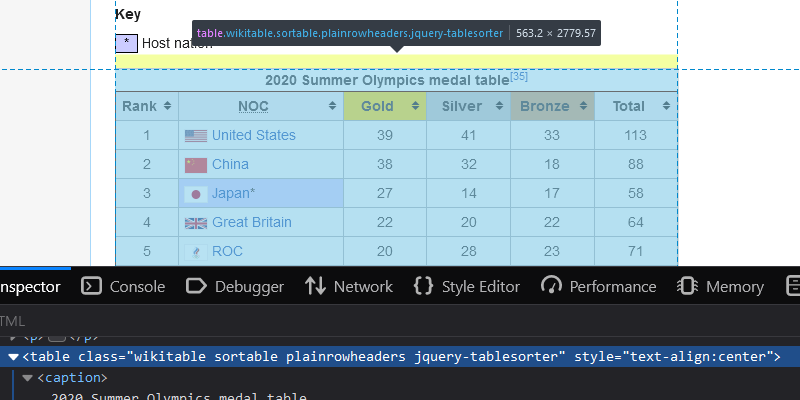 Key
* Host nation
table.wikitable.sortable.plainrowheaders.jquery-tablesorter 563.2 × 2779.57
2020 Summer Olympics medal table[35]
Rank NOC Gold Silver Bronze Total
1 United States 39 41 33 113
2 China 38 32 18 88
3 Japan* 27 14 17 58
4 Great Britain 22 20 22 64
5 ROC 20 28 23 71
nspector Console Debugger Network Style Editor Performance Memory
TML
<p> </p>
<table class="wikitable sortable plainrowheaders jquery-tablesorter" style="text-align:center">
<caption>
2020 Summer Olympics medal table